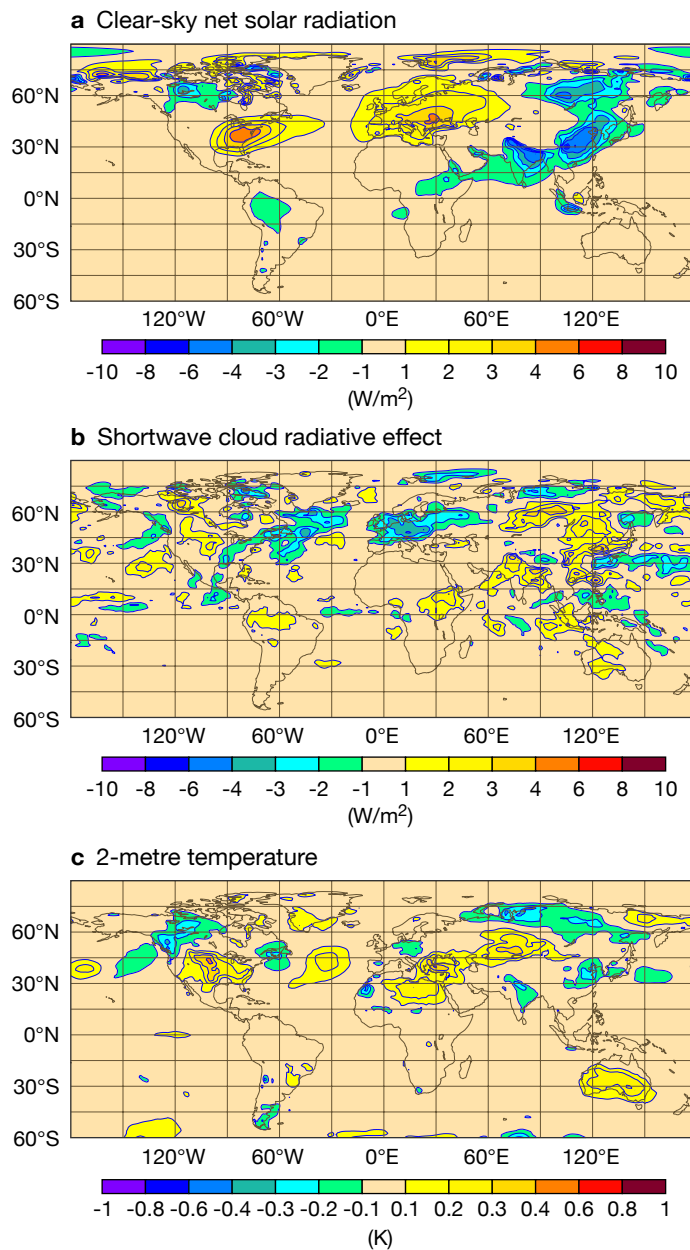 a Clear-sky net solar radiation
60°N
30°N
0°N
30°S
60°S
120°W 60°W 0°E 60°E 120°E
-10 -8 -6 -4 -3 -2 -1 1 2 3 4 6 8 10
(W/m²)
b Shortwave cloud radiative effect
60°N
30°N
0°N
30°S
60°S
120°W 60°W 0°E 60°E 120°E
-10 -8 -6 -4 -3 -2 -1 1 2 3 4 6 8 10
(W/m²)
c 2-metre temperature
60°N
30°N
0°N
30°S
60°S
120°W 60°W 0°E 60°E 120°E
-1 -0.8 -0.6 -0.4 -0.3 -0.2 -0.1 0.1 0.2 0.3 0.4 0.6 0.8 1
(K)